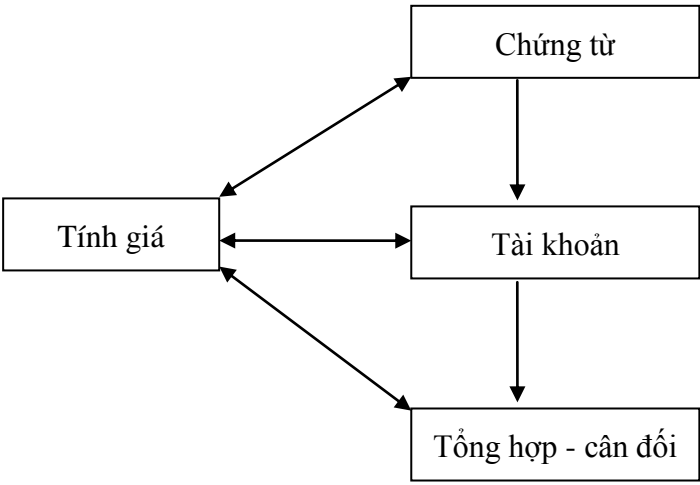 Chứng từ
Tính giá
Tài khoản
Tổng hợp - cân đối